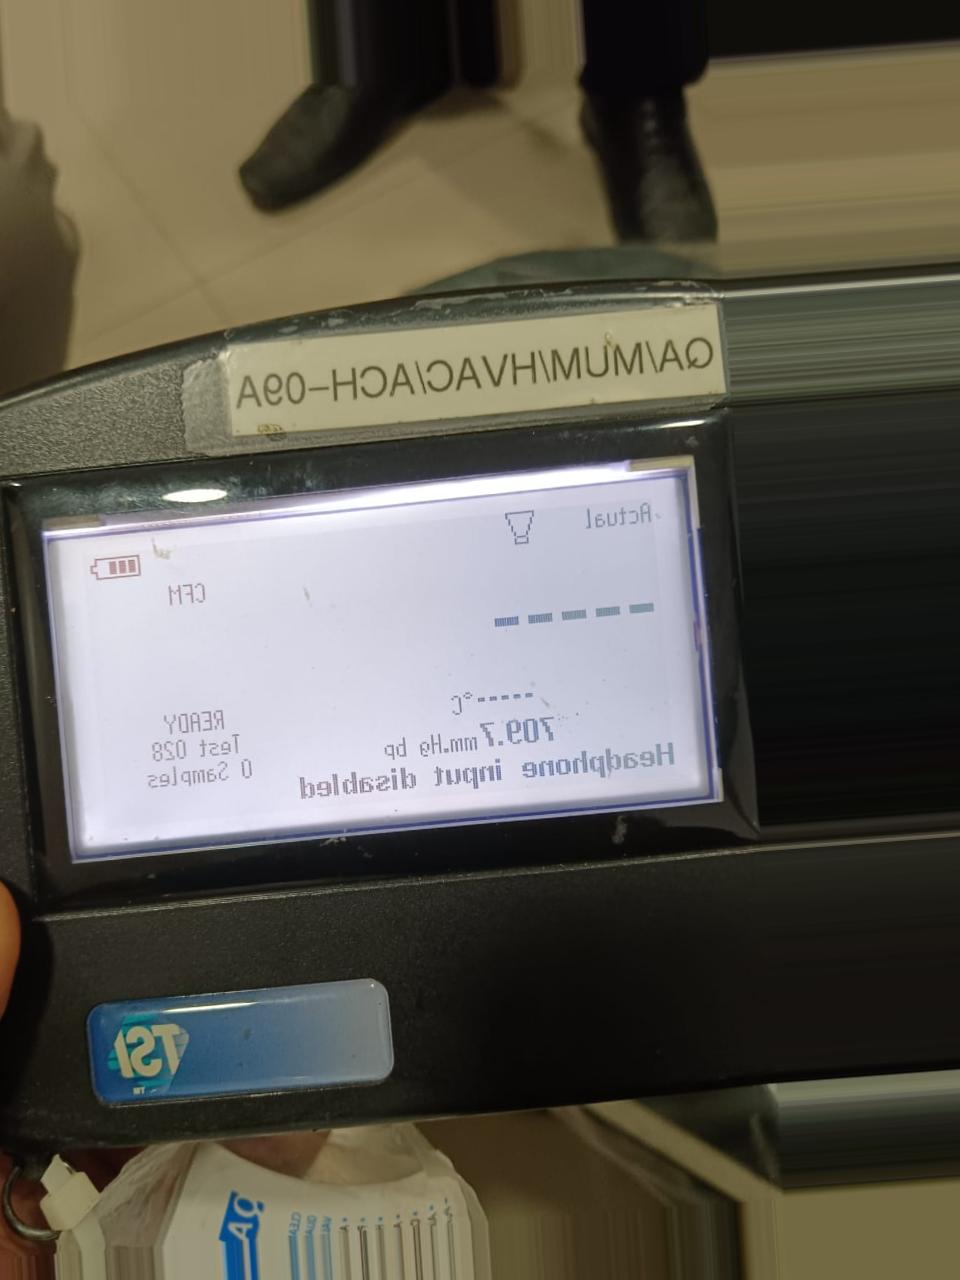 QA\MUM\HVAC\ACH-09A
Actual
CFM
-----
-----°C
709.7 mm.Hg bp
Headphone input disabled
READY
Test 028
0 Samples
TSI
TM